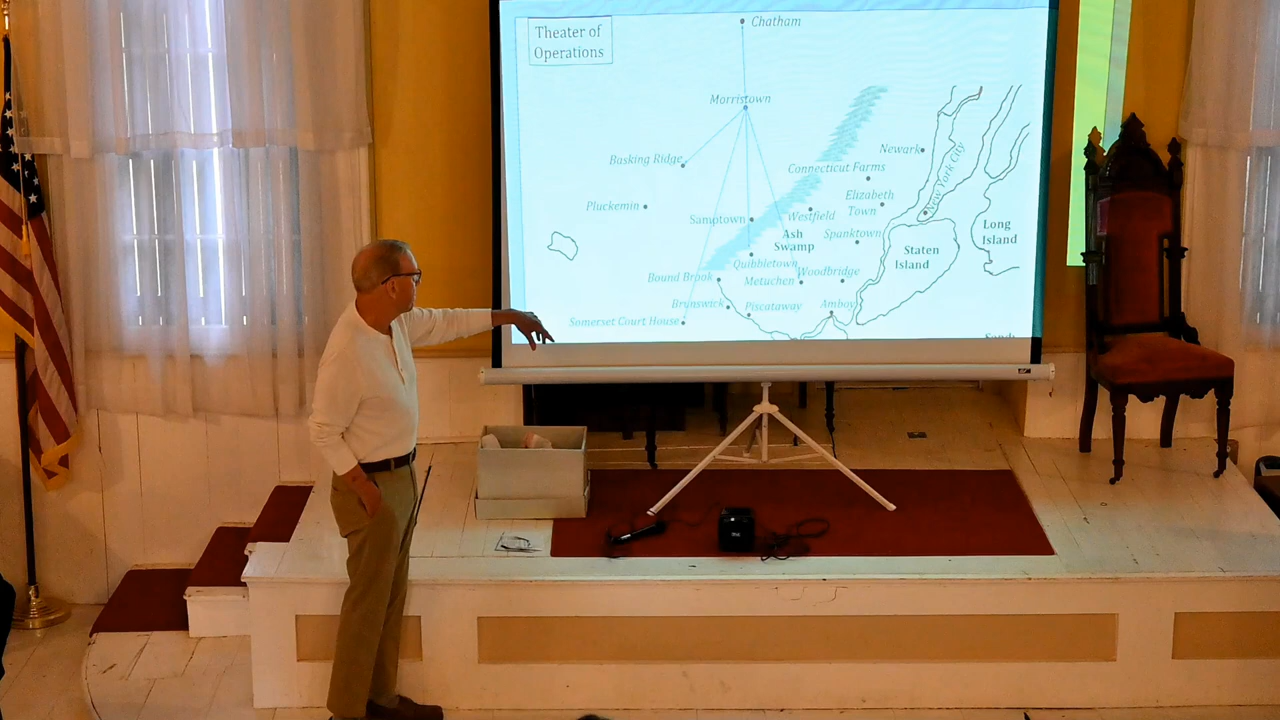 Theater of
Operations
Chatham
Morristown
Basking Ridge
Newark
Connecticut Farms
Pluckemin
Elizabeth
Town
New York City
Samptown
Westfield
Ash
Swamp
Spanktown
Long
Island
Staten
Island
Quibbletown
Bound Brook
Metuchen
Woodbridge
Brunswick
Piscataway
Amboy
Somerset Court House